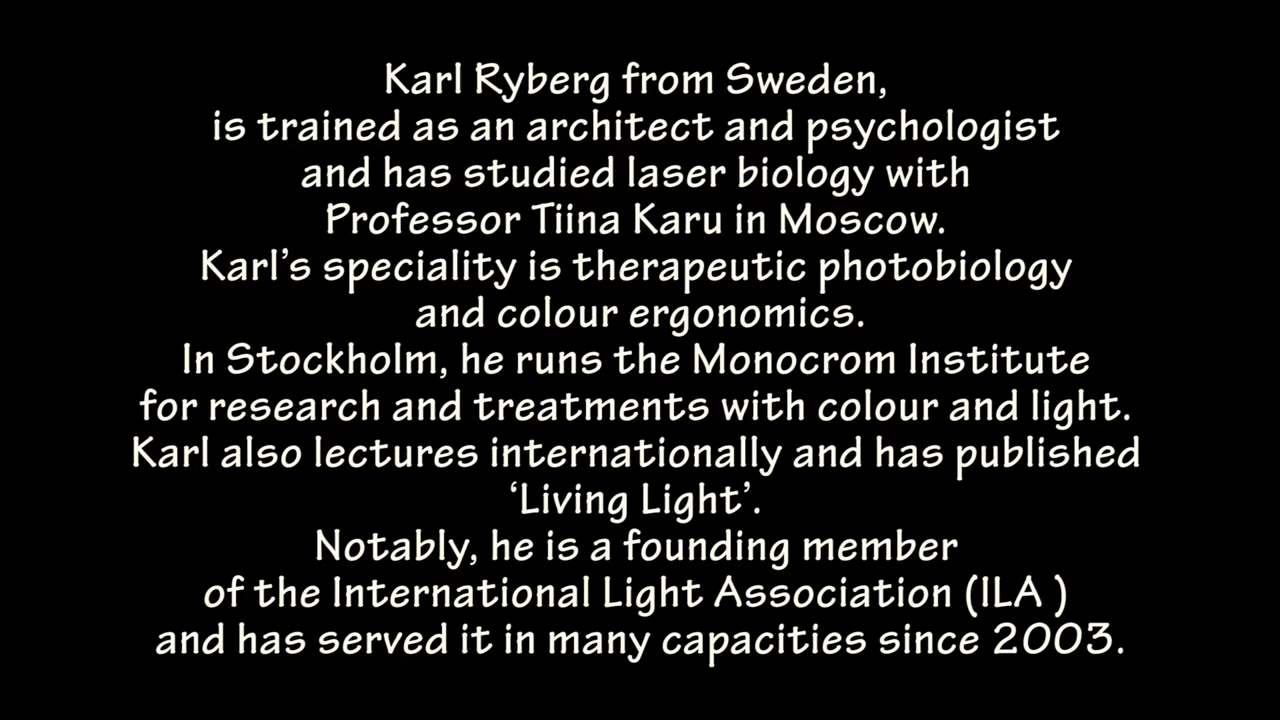 Karl Ryberg from Sweden,
is trained as an architect and psychologist
and has studied laser biology with
Professor Tiina Karu in Moscow.
Karl’s speciality is therapeutic photobiology
and colour ergonomics.
In Stockholm, he runs the Monocrom Institute
for research and treatments with colour and light.
Karl also lectures internationally and has published
‘Living Light’.
Notably, he is a founding member
of the International Light Association (ILA )
and has served it in many capacities since 2003.